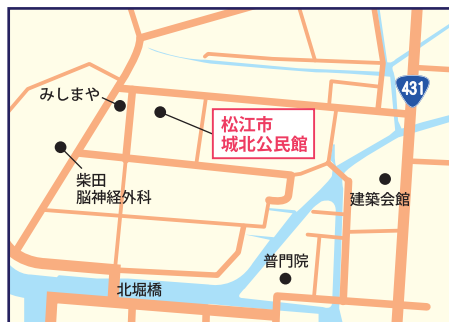 みしまや
431
松江市
城北公民館
柴田
脳神経外科
建築会館
普門院
北堀橋